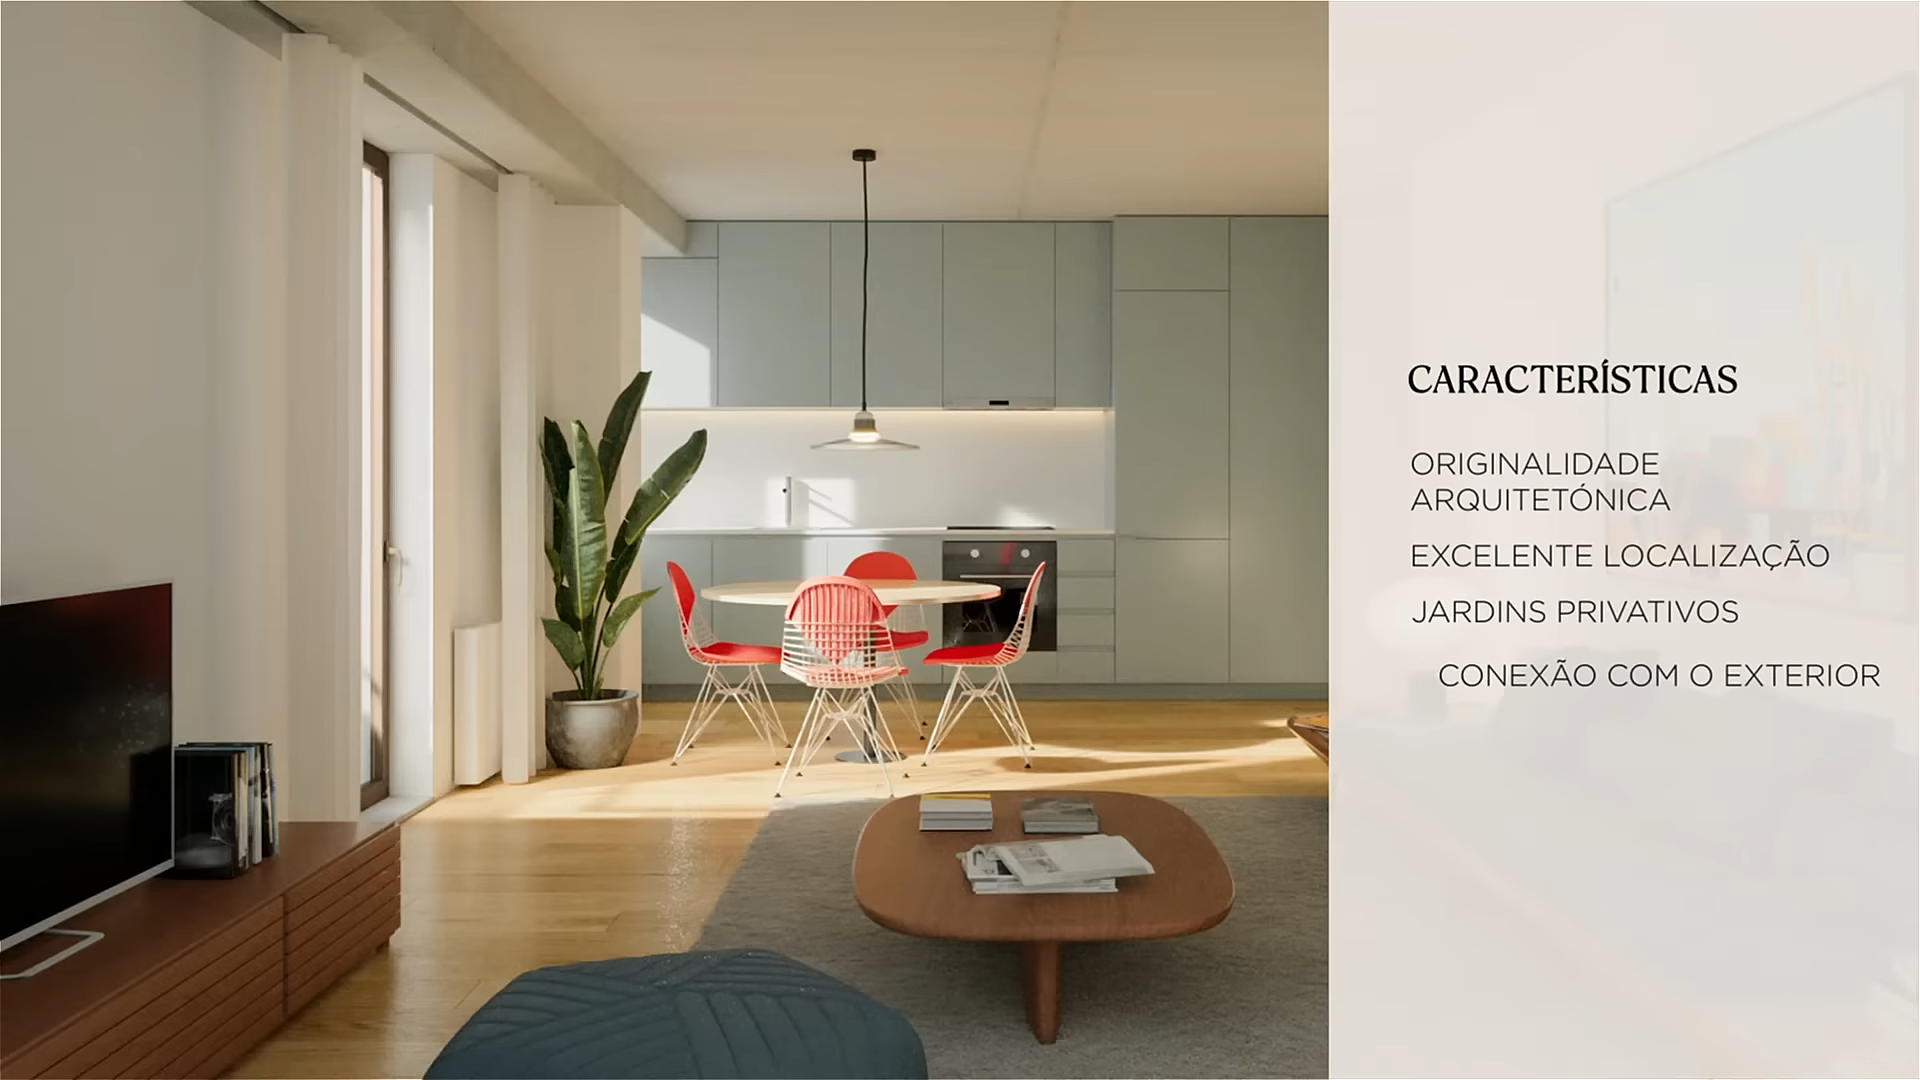 CARACTERÍSTICAS
ORIGINALIDADE
ARQUITETÓNICA
EXCELENTE LOCALIZAÇÃO
JARDINS PRIVATIVOS
CONEXÃO COM O EXTERIOR